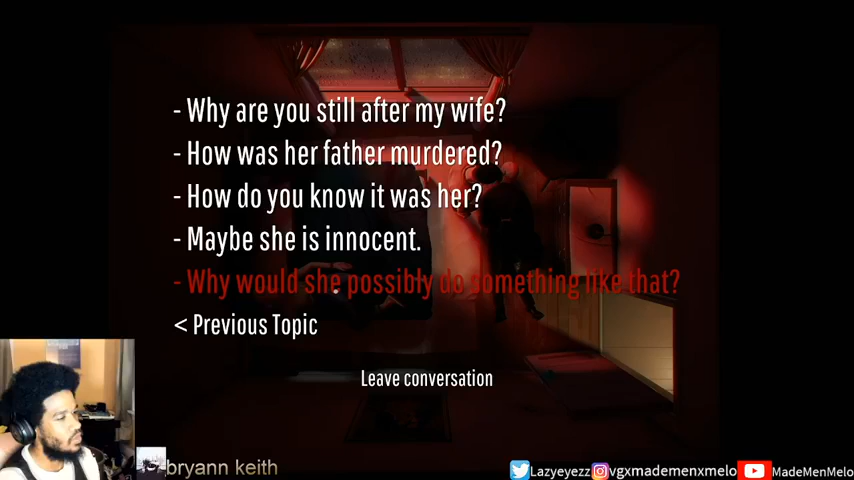 - Why are you still after my wife?
- How was her father murdered?
- How do you know it was her?
- Maybe she is innocent.
- Why would she possibly do something like that?
< Previous Topic
Leave conversation
bryann keith
Lazyeyezz vgxmademenxmelo MadeMenMelo